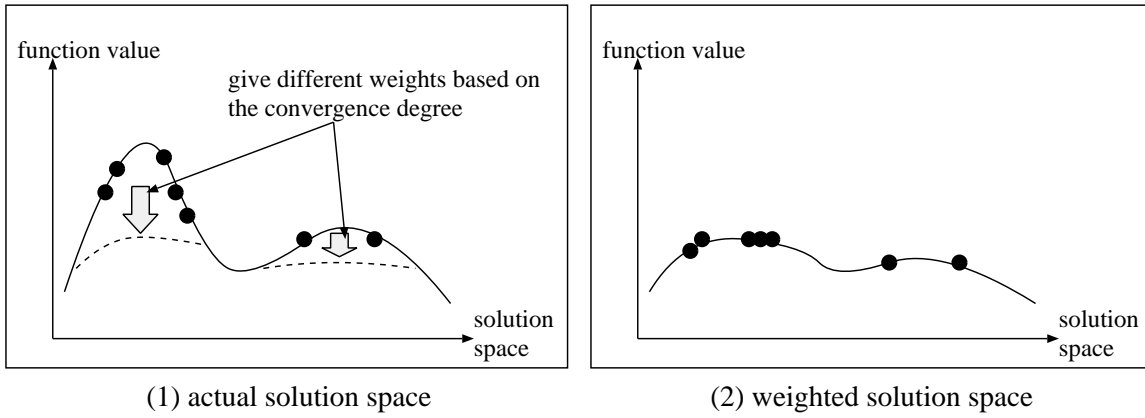 function value
give different weights based on
the convergence degree
solution
space
(1) actual solution space
function value
solution
space
(2) weighted solution space